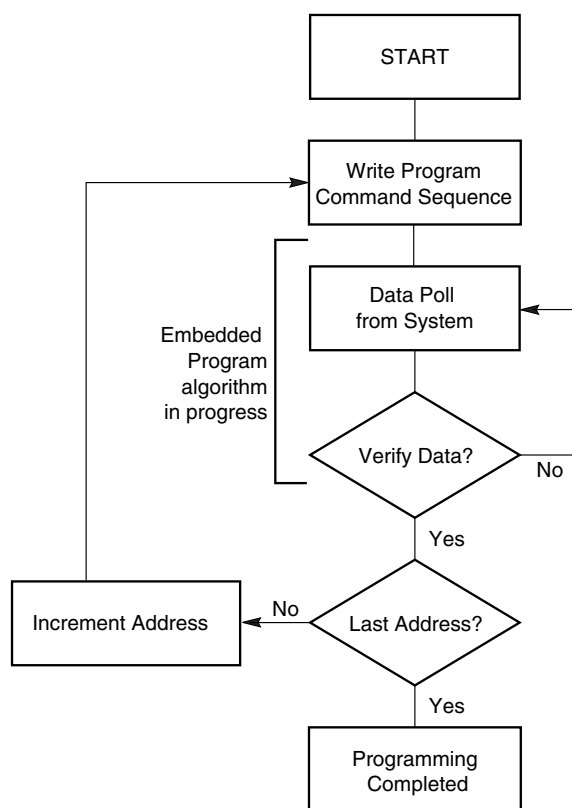 START
Write Program
Command Sequence
Data Poll
from System
Embedded
Program
algorithm
in progress
Verify Data?
No
Yes
No
Increment Address
Last Address?
Yes
Programming
Completed